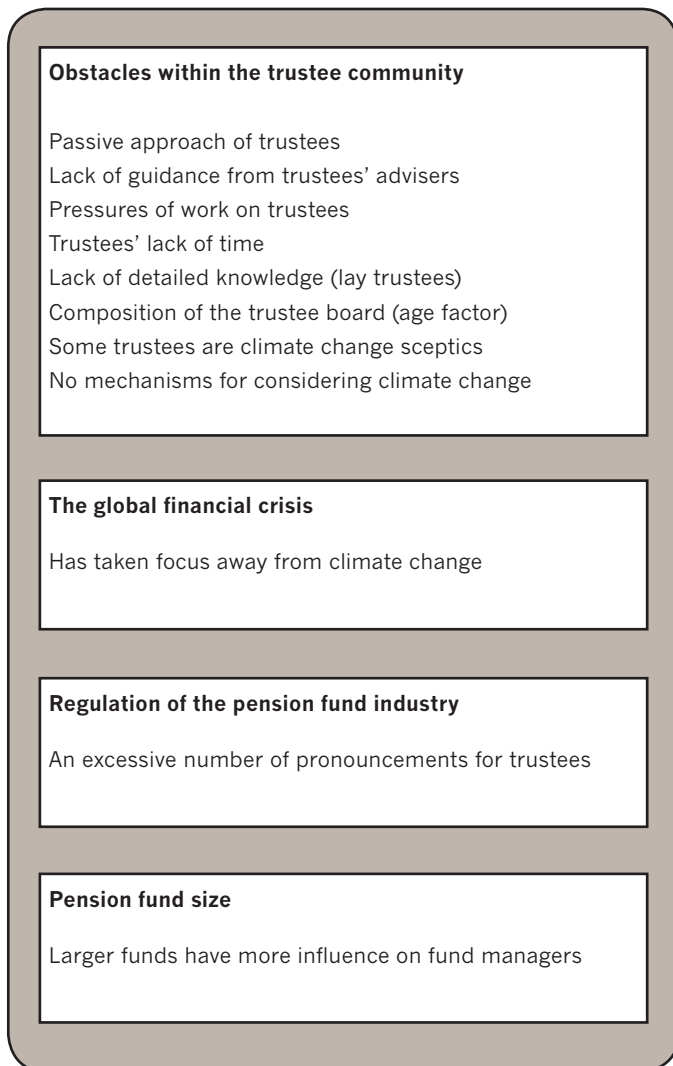 Obstacles within the trustee community
Passive approach of trustees
Lack of guidance from trustees’ advisers
Pressures of work on trustees
Trustees’ lack of time
Lack of detailed knowledge (lay trustees)
Composition of the trustee board (age factor)
Some trustees are climate change sceptics
No mechanisms for considering climate change
The global financial crisis
Has taken focus away from climate change
Regulation of the pension fund industry
An excessive number of pronouncements for trustees
Pension fund size
Larger funds have more influence on fund managers